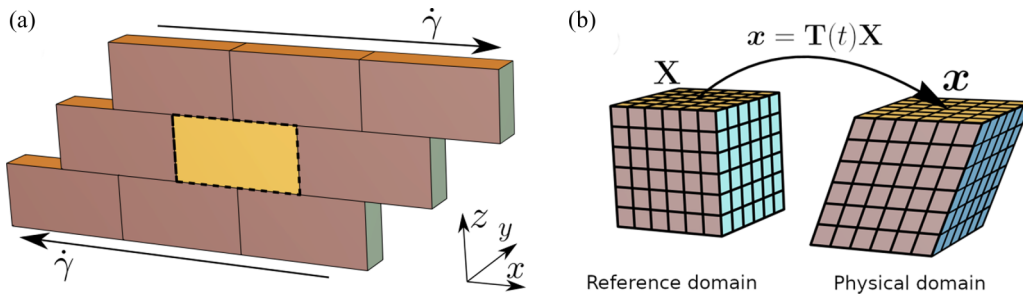 (a)
γ̇
γ̇
z
y
x
(b)
x = T(t)X
X
x
Reference domain
Physical domain